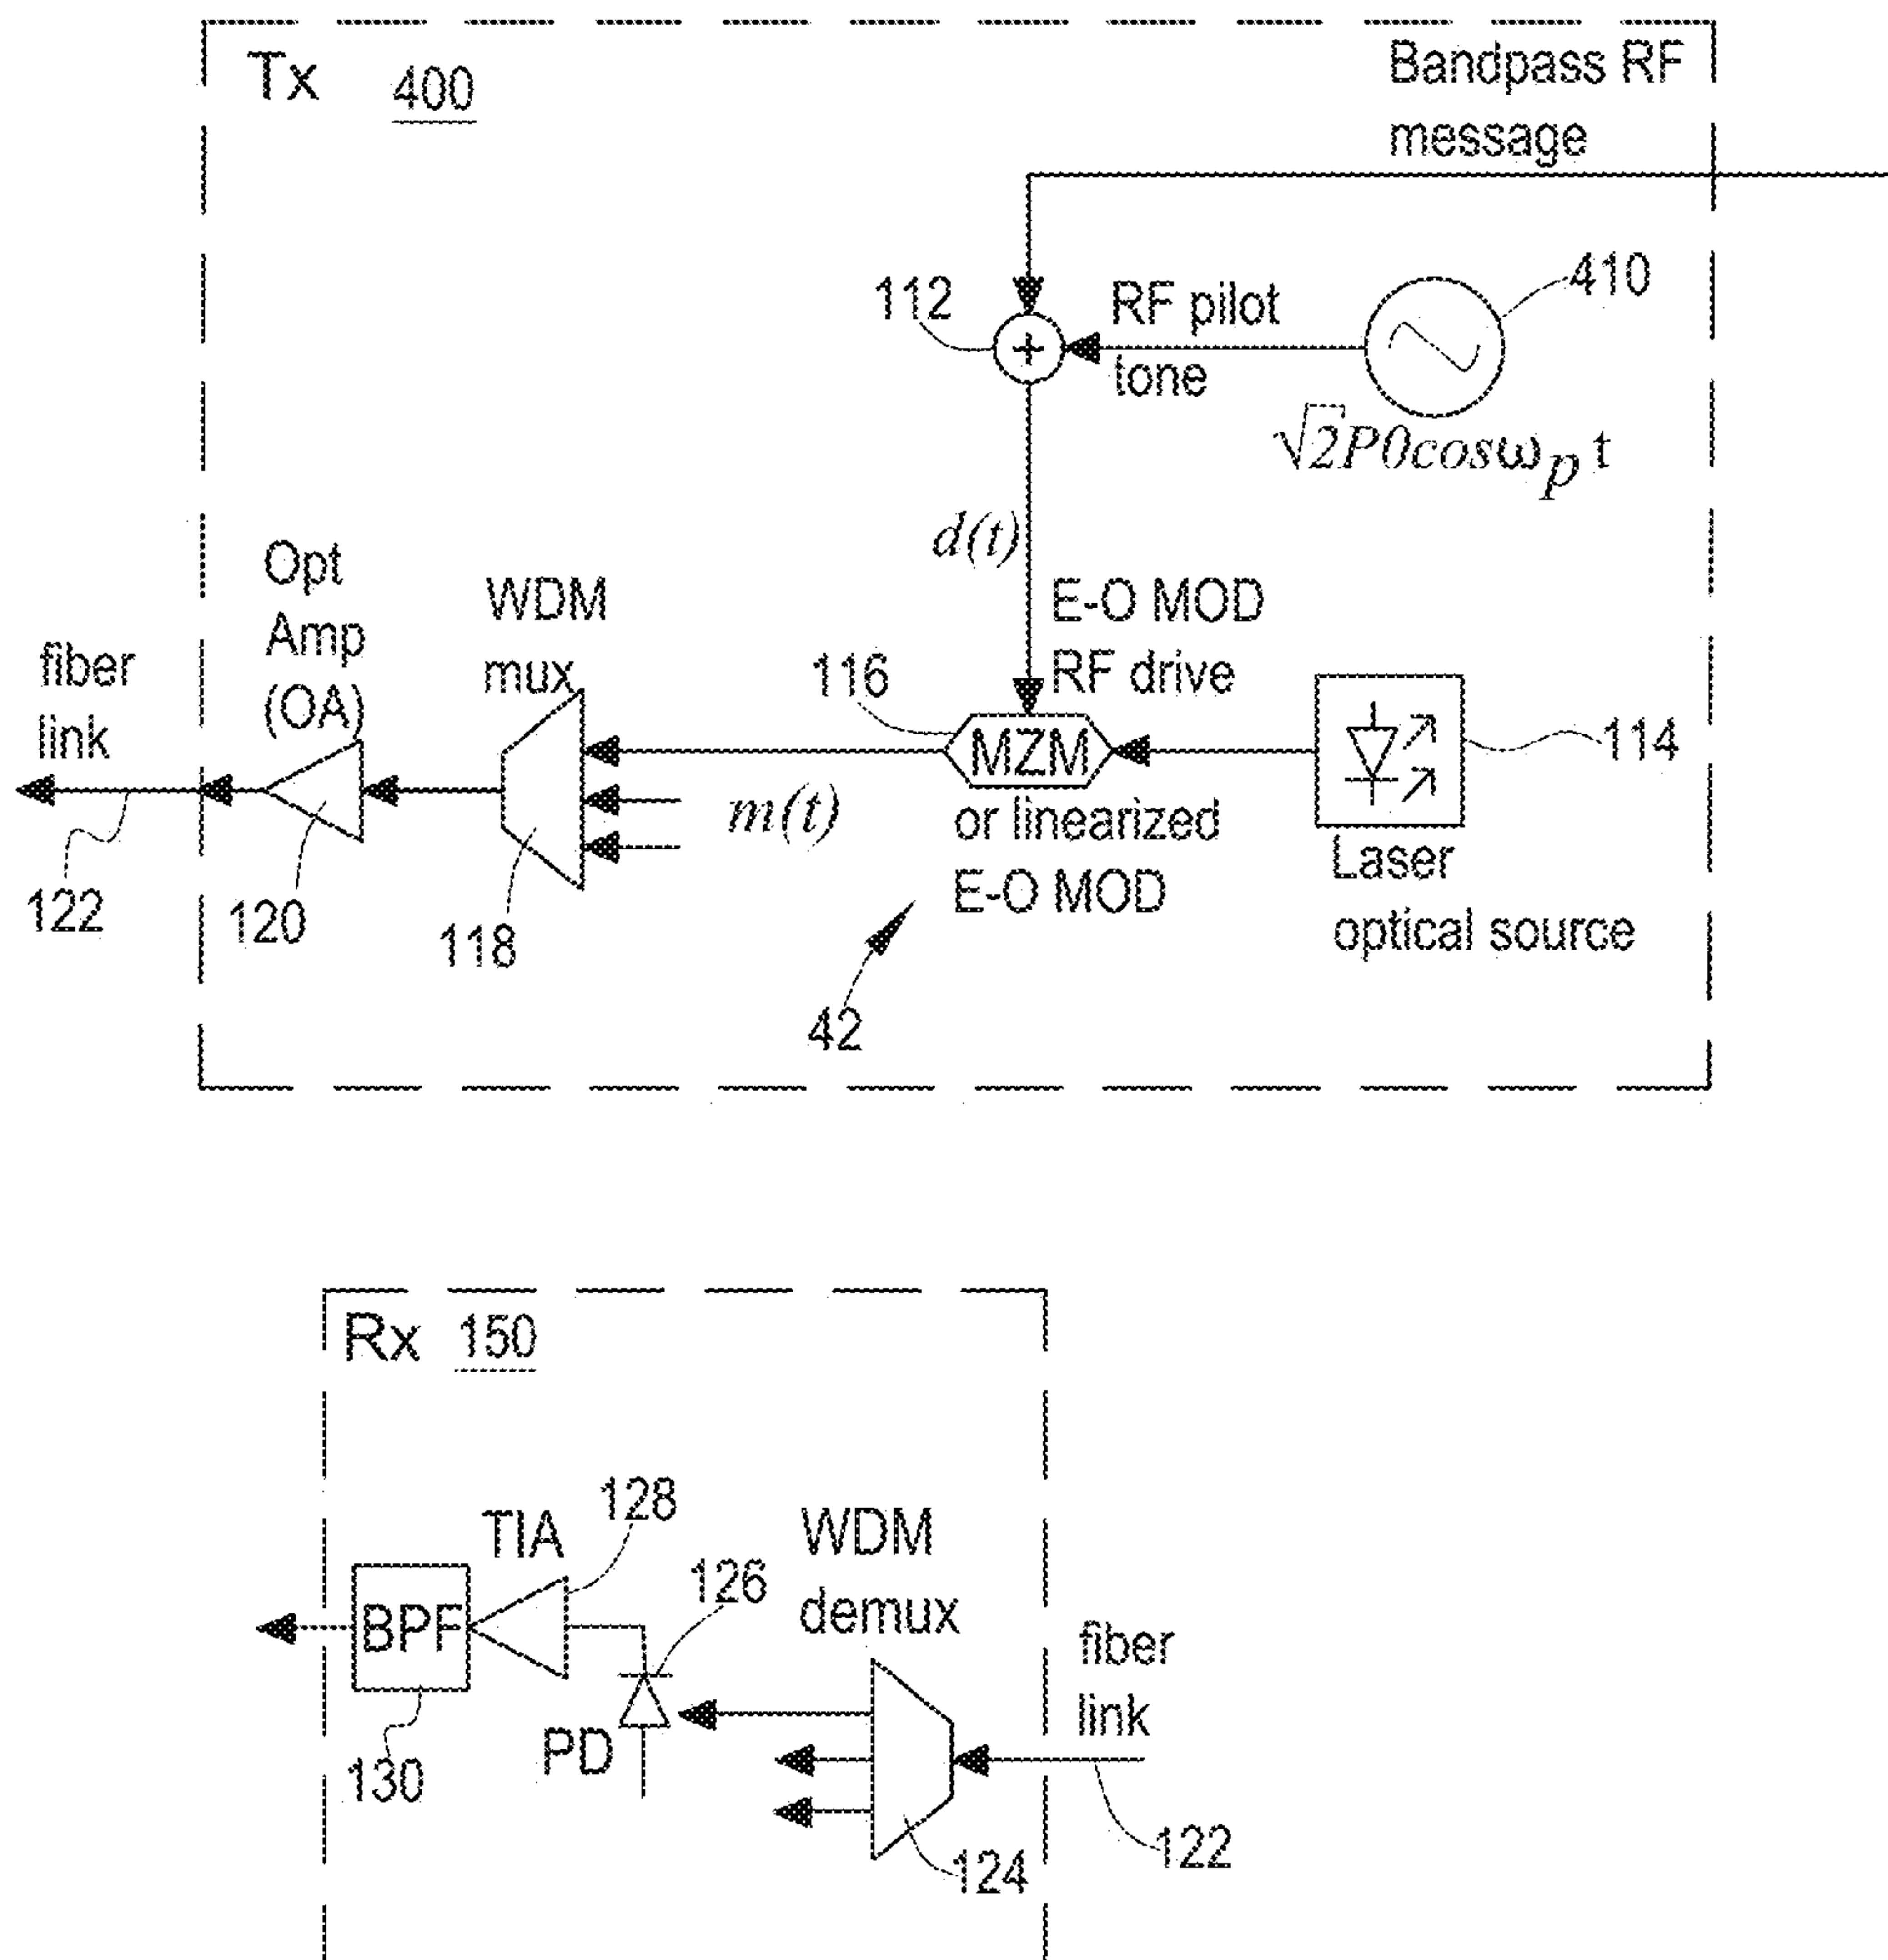 Tx 400
Bandpass RF
message
112
RF pilot
tone
+
410
√2P0cosωp t
d(t)
Opt
Amp
(OA)
WDM
mux
E-O MOD
RF drive
fiber
link
116
MZM
114
m(t)
or linearized
E-O MOD
Laser
optical source
122
120
118
42
Rx 150
TIA
128
WDM
demux
126
BPF
fiber
link
PD
130
124
122